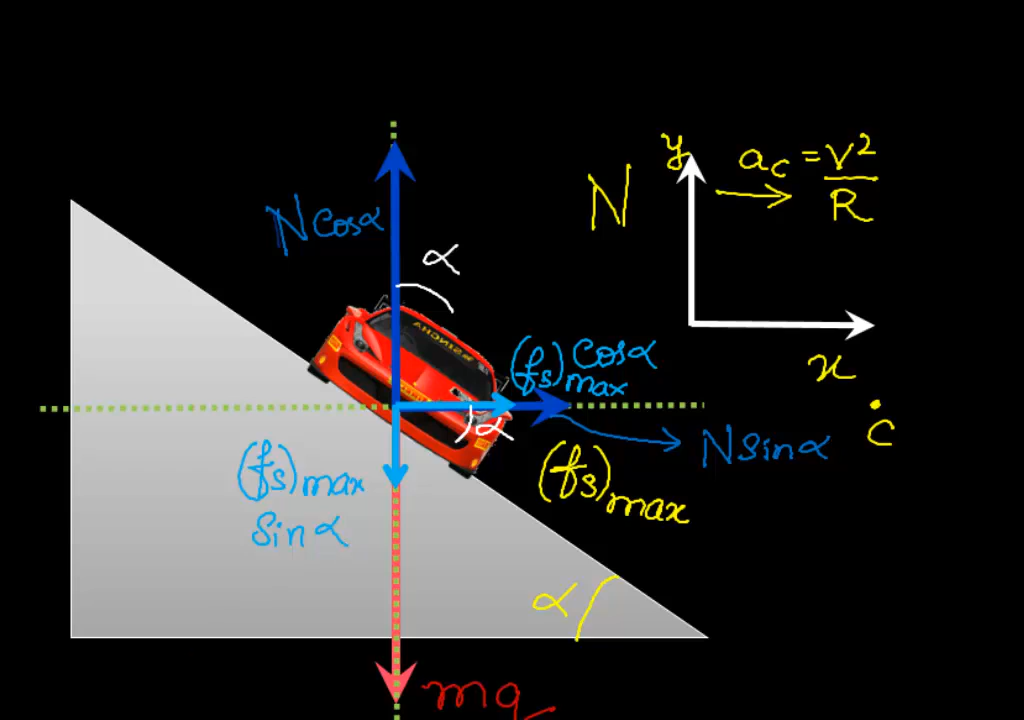 y
a_c = v²/R
N
N cosα
α
x
(fs)max cosα
α
C
N sinα
(fs)max
(fs)max
sinα
α
mg